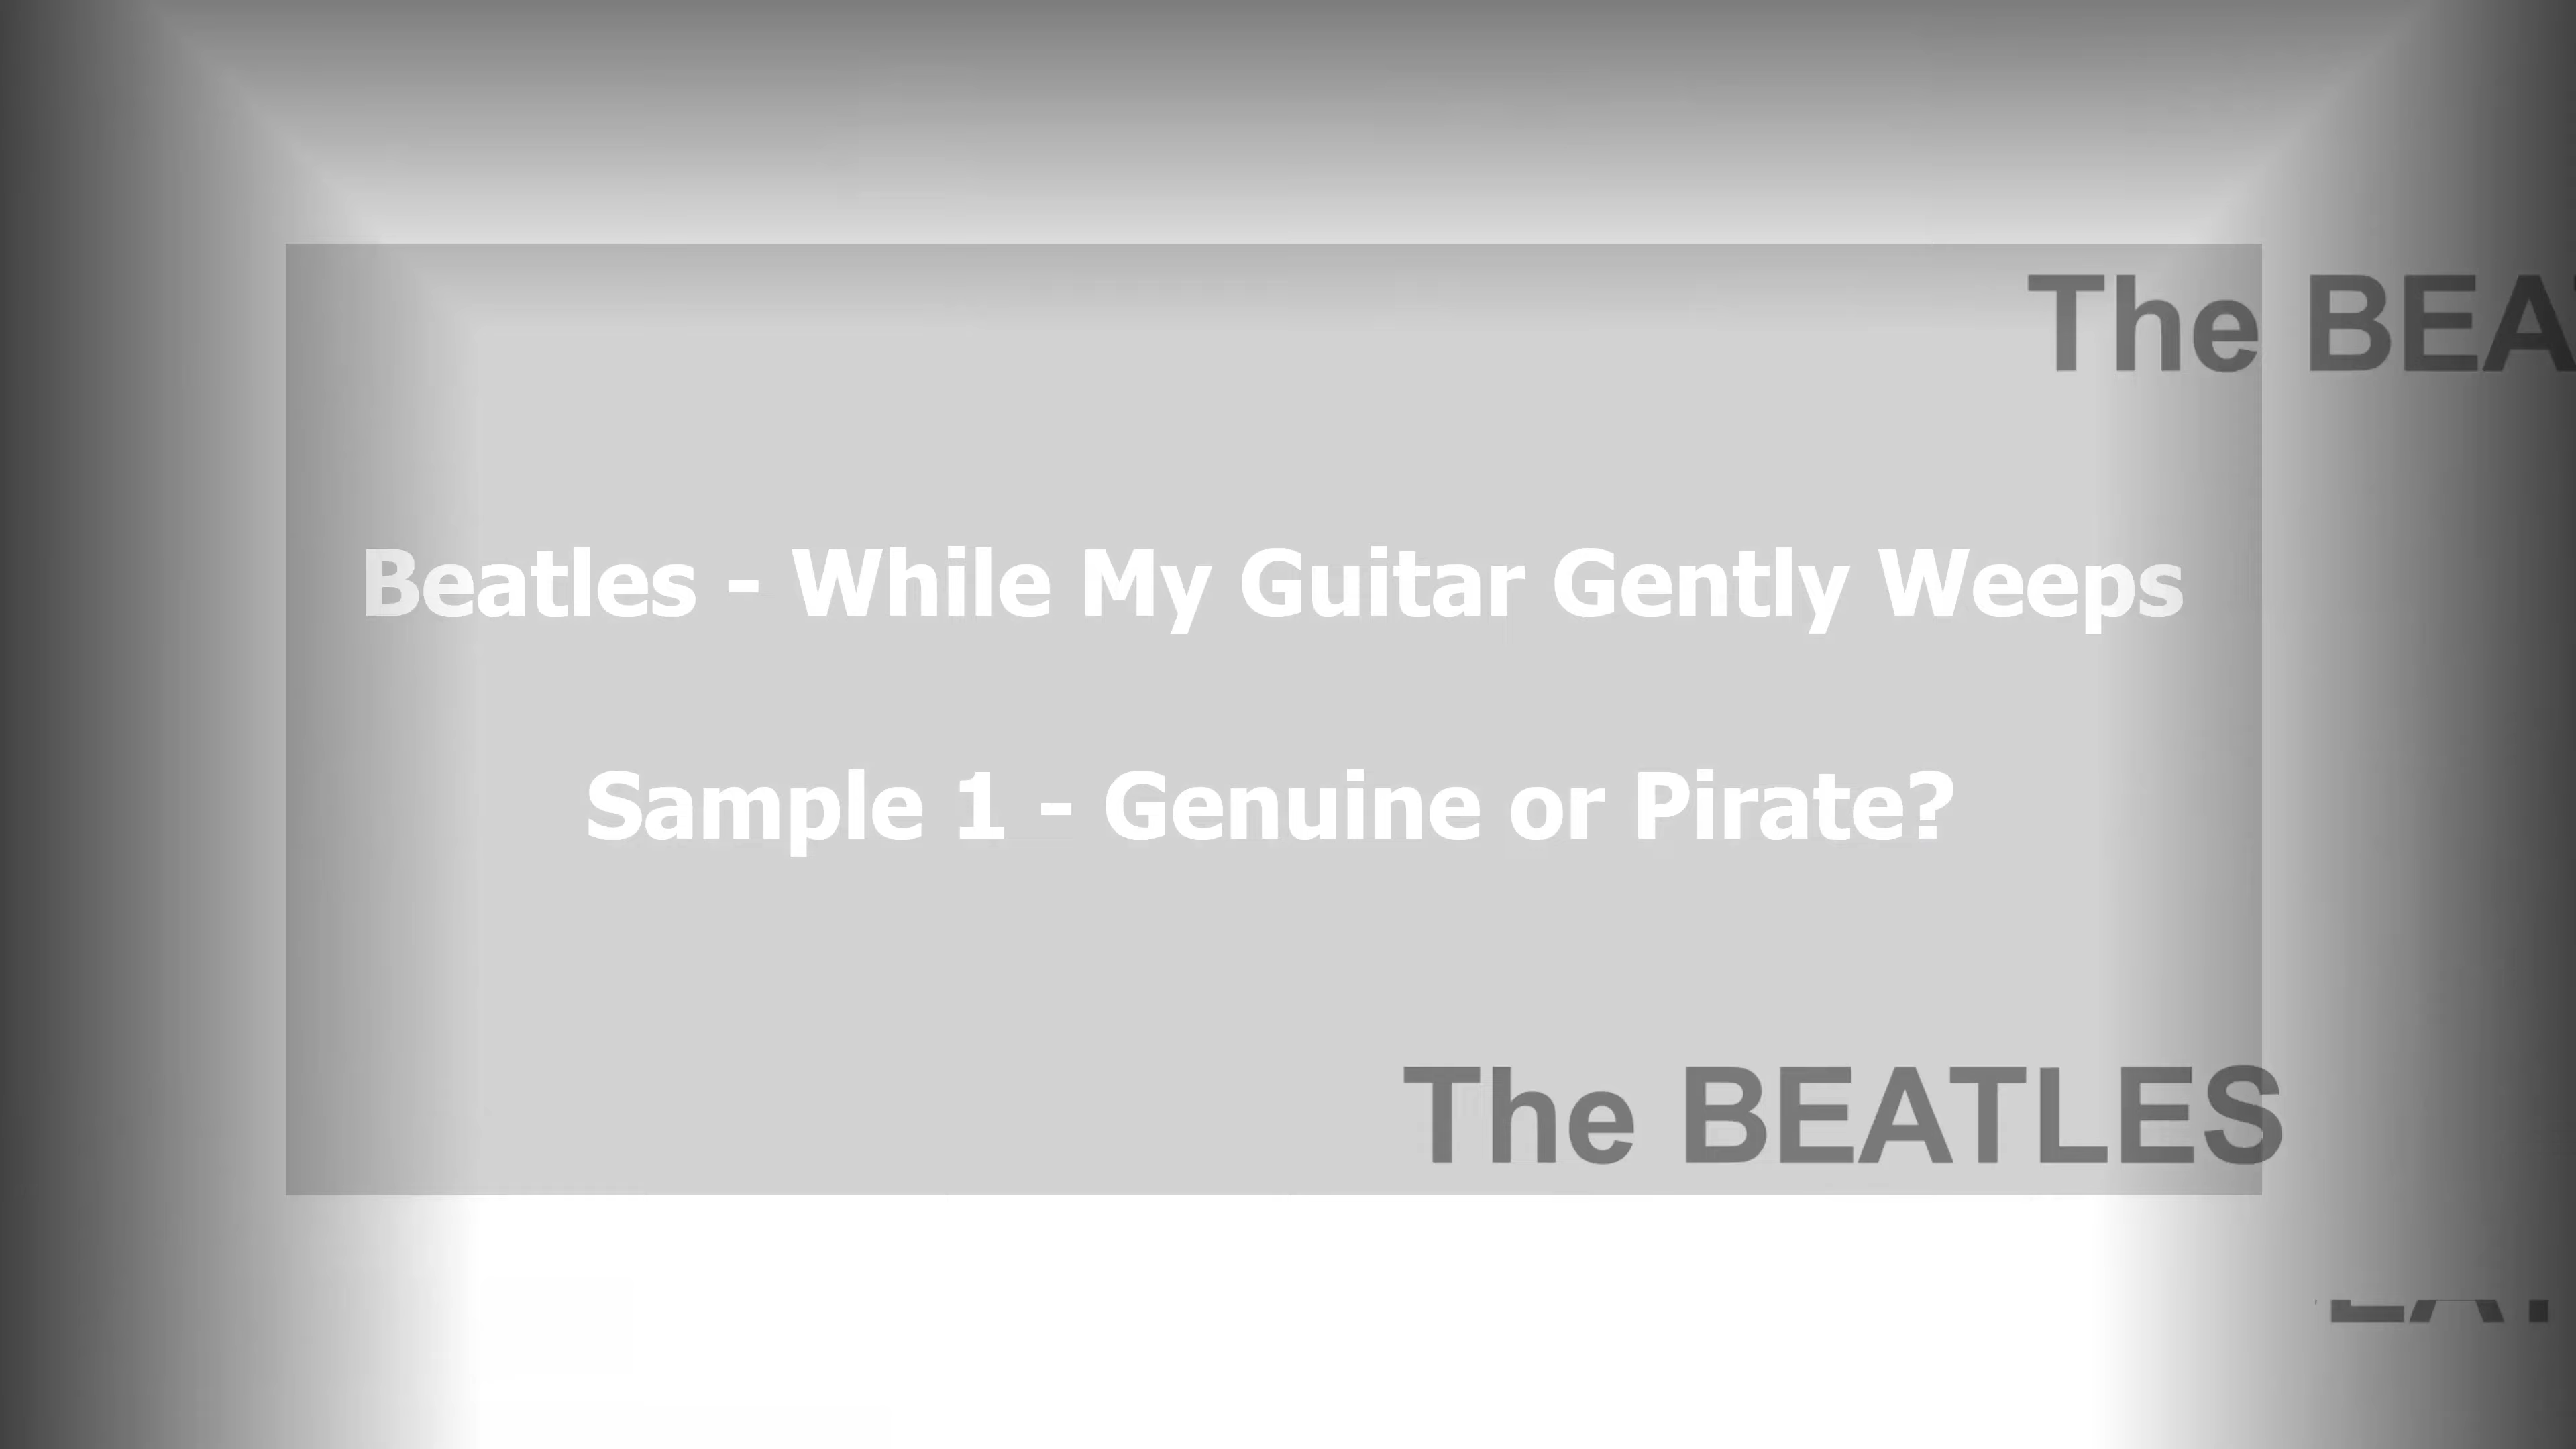 The BEA
Beatles - While My Guitar Gently Weeps
Sample 1 - Genuine or Pirate?
The BEATLES